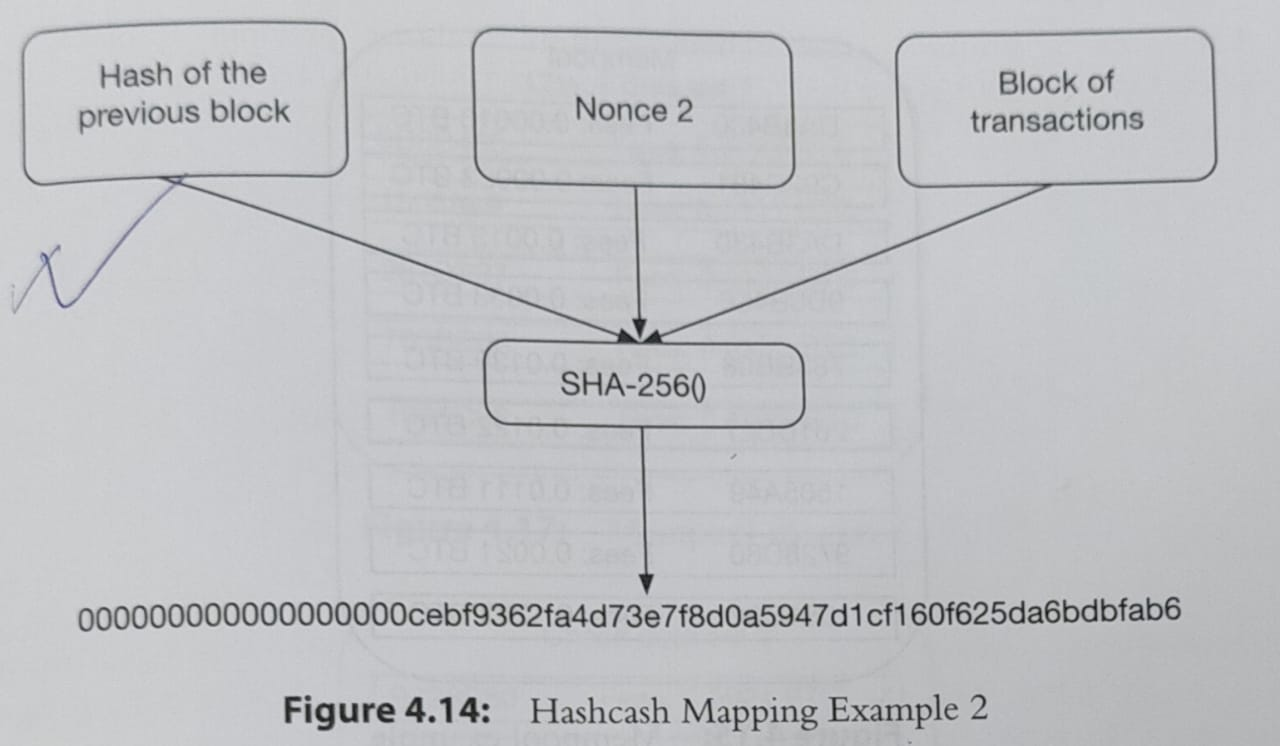 Hash of the
previous block
Nonce 2
Block of
transactions
SHA-256()
0000000000000000000cebf9362fa4d73e7f8d0a5947d1cf160f625da6bdbfab6
Figure 4.14: Hashcash Mapping Example 2